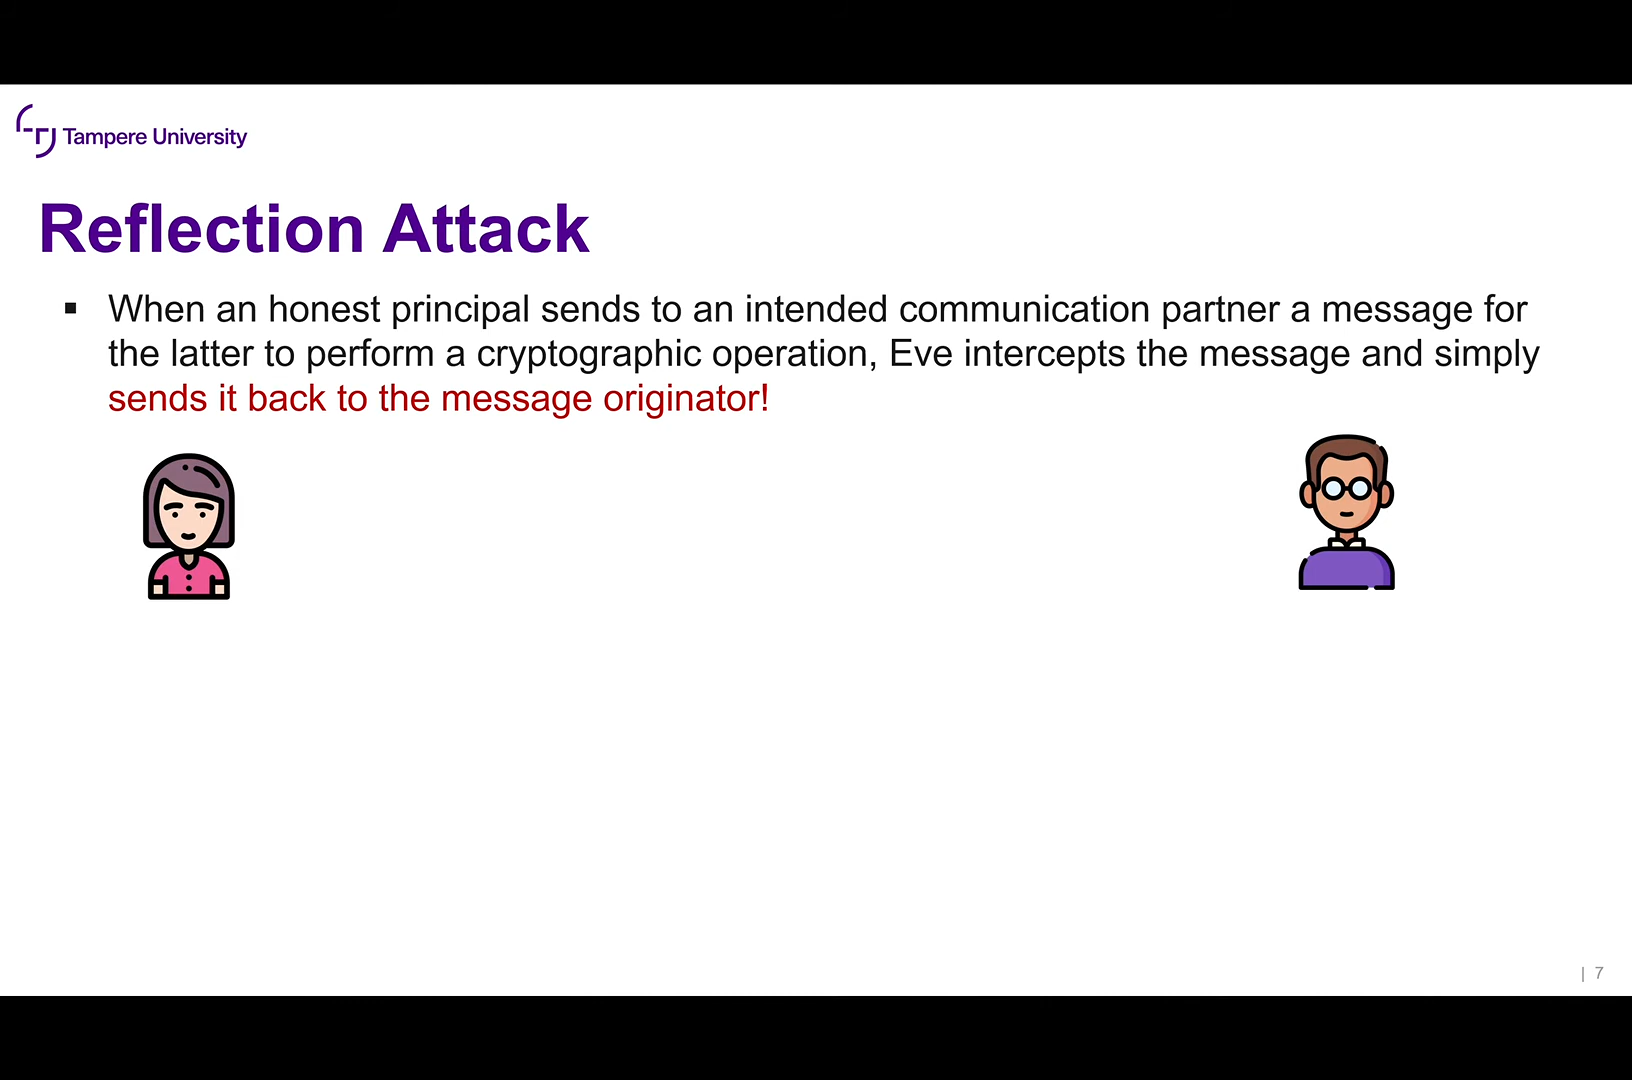 Tampere University
Reflection Attack
▪ When an honest principal sends to an intended communication partner a message for
the latter to perform a cryptographic operation, Eve intercepts the message and simply
sends it back to the message originator!
| 7